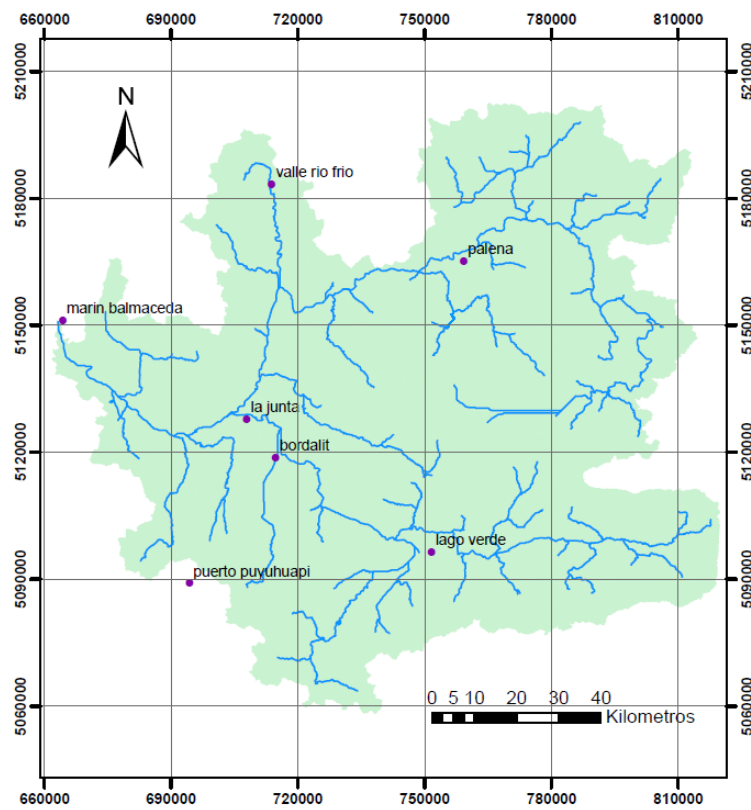 660000 690000 720000 750000 780000 810000
5210000 5210000
N
valle rio frio
5180000 5180000
palena
marin balmaceda
5150000 5150000
la junta
5120000 5120000
bordalit
lago verde
puerto puyuhuapi
5090000 5090000
0 5 10 20 30 40
Kilometros
5060000 5060000
660000 690000 720000 750000 780000 810000